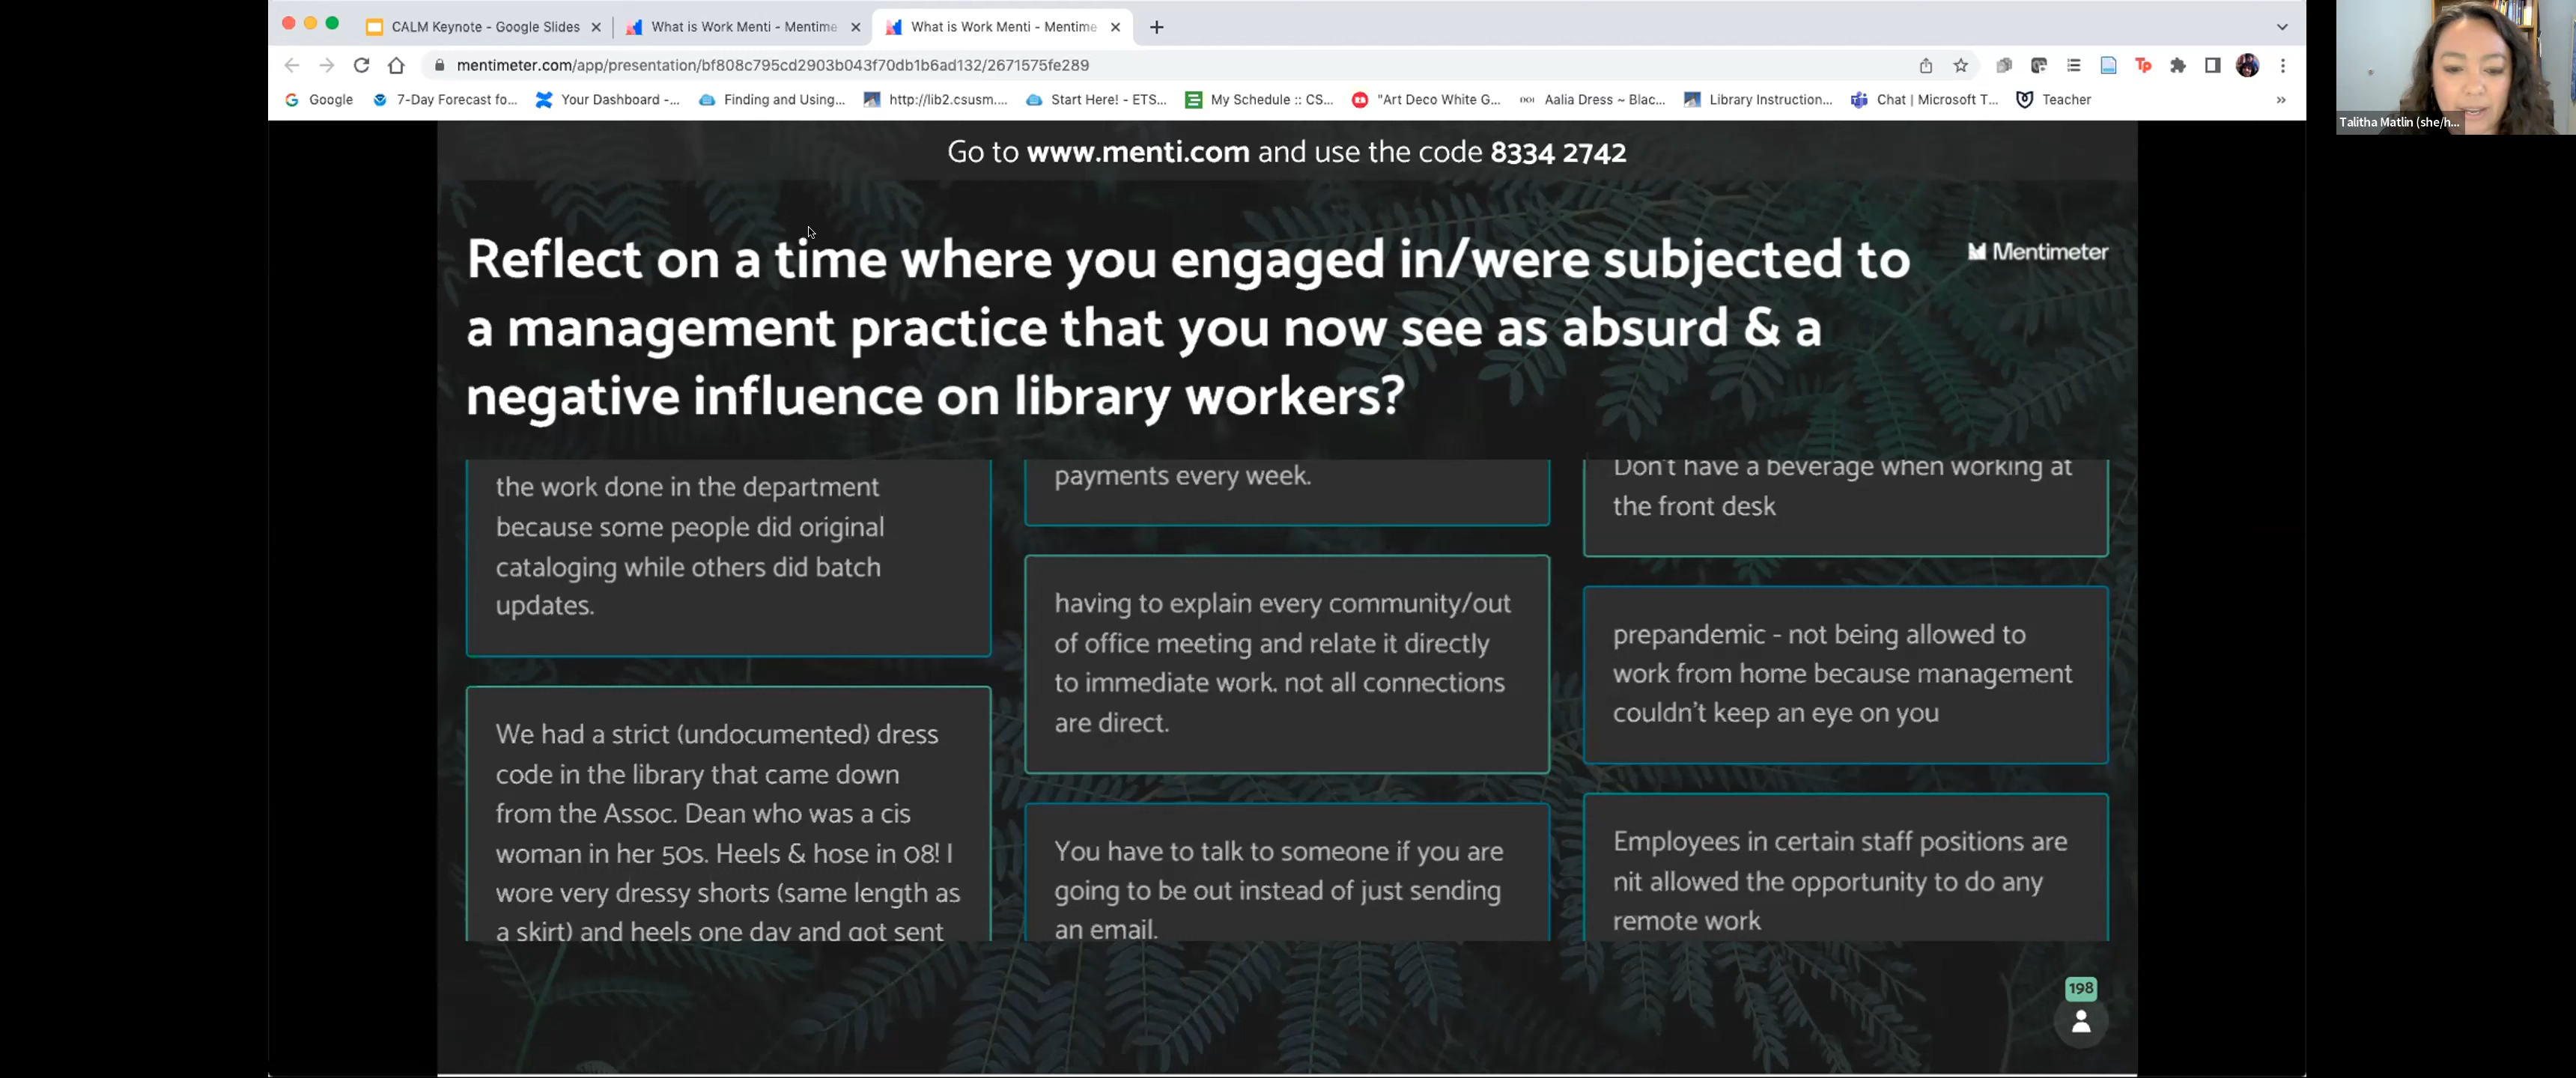 CALM Keynote - Google Slides
What is Work Menti - Mentime
What is Work Menti - Mentime
mentimeter.com/app/presentation/bf808c795cd2903b043f70db1b6ad132/2671575fe289
Google
7-Day Forecast fo...
Your Dashboard -...
Finding and Using...
http://lib2.csusm....
Start Here! - ETS...
My Schedule :: CS...
"Art Deco White G...
Aalia Dress ~ Blac...
Library Instruction...
Chat | Microsoft T...
Teacher
»
Talitha Matlin (she/h...
Go to www.menti.com and use the code 8334 2742
Reflect on a time where you engaged in/were subjected to
a management practice that you now see as absurd & a
negative influence on library workers?
Mentimeter
the work done in the department
because some people did original
cataloging while others did batch
updates.
We had a strict (undocumented) dress
code in the library that came down
from the Assoc. Dean who was a cis
woman in her 50s. Heels & hose in 08! I
wore very dressy shorts (same length as
a skirt) and heels one day and got sent
payments every week.
having to explain every community/out
of office meeting and relate it directly
to immediate work. not all connections
are direct.
You have to talk to someone if you are
going to be out instead of just sending
an email.
Don't have a beverage when working at
the front desk
prepandemic - not being allowed to
work from home because management
couldn't keep an eye on you
Employees in certain staff positions are
nit allowed the opportunity to do any
remote work
198